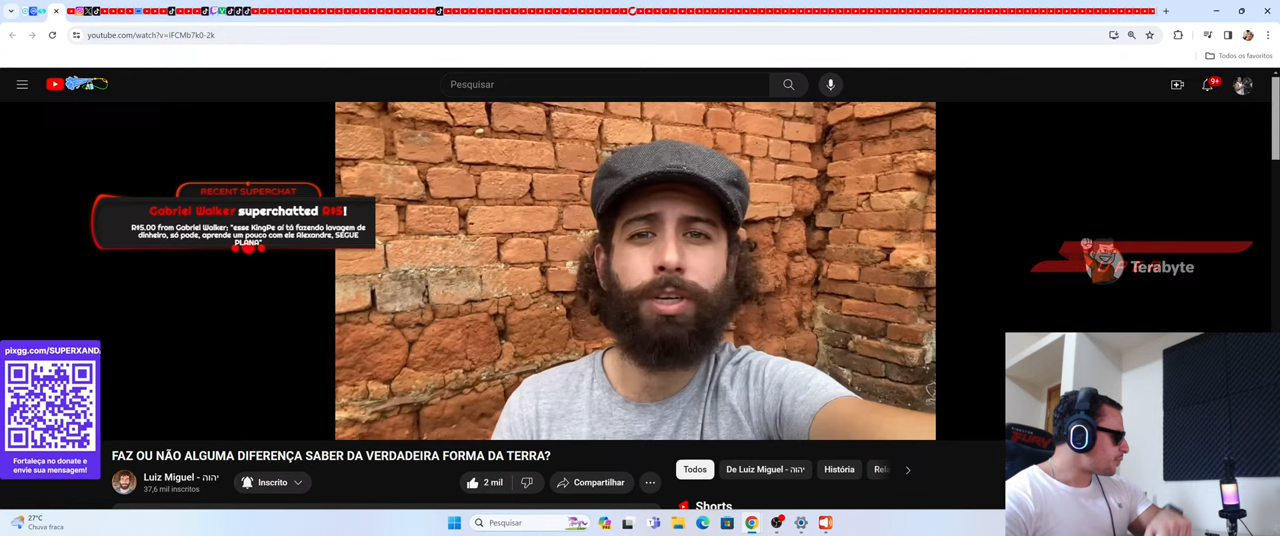 youtube.com/watch?v=IFCMb7k0-2k
Todos os favoritos
Pesquisar
9+
RECENT SUPERCHAT
Gabriel Walker superchatted R$5!
R$5.00 from Gabriel Walker: "esse KingPe aí tá fazendo lavagem de
dinheiro, só pode, aprende um pouco com ele Alexandre, SEGUE
PLANA"
Terabyte
pixgg.com/SUPERXAND
Fortaleça no donate e
envie sua mensagem!
FAZ OU NÃO ALGUMA DIFERENÇA SABER DA VERDADEIRA FORMA DA TERRA?
Luiz Miguel - יהוה
37,6 mil inscritos
Inscrito
2 mil
Compartilhar
Todos
De Luiz Miguel - יהוה
História
Rel
Shorts
27°C
Chuva fraca
Pesquisar